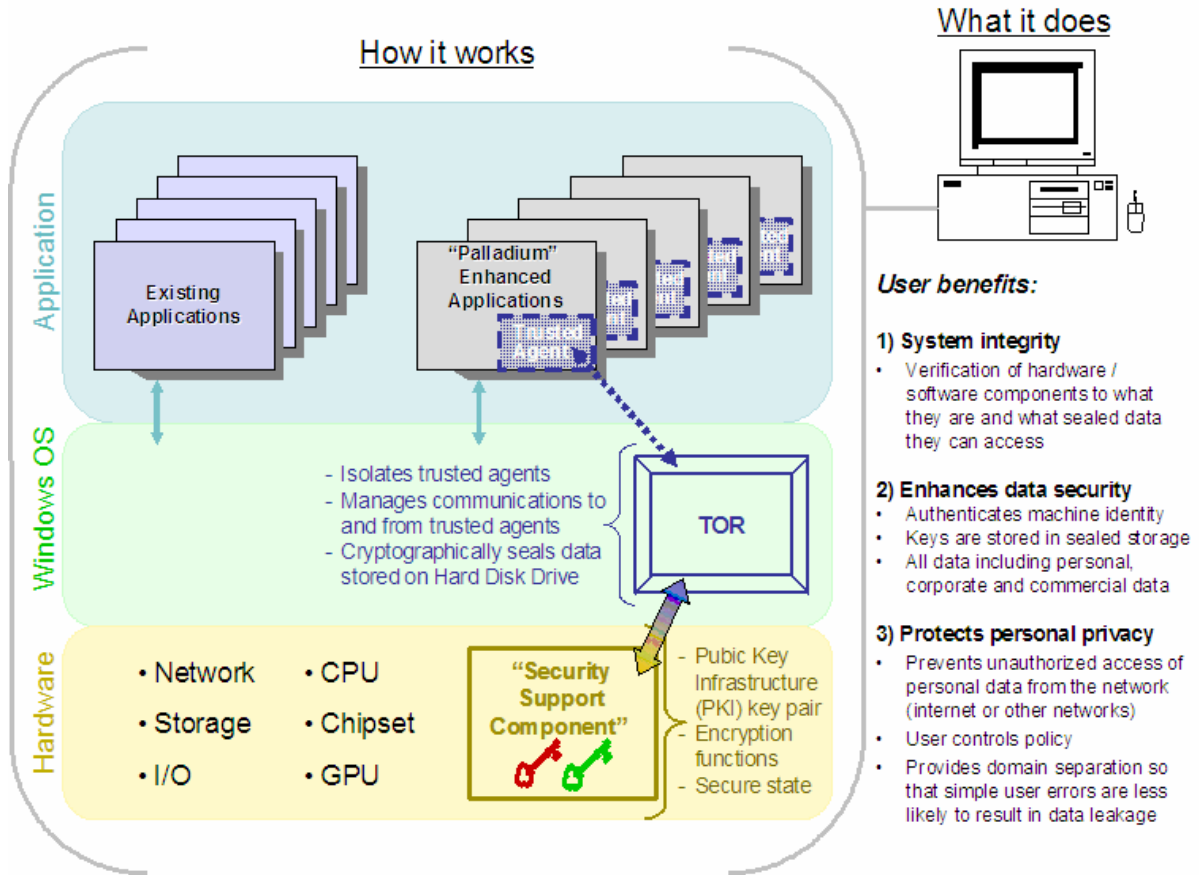 How it works
What it does
Application
Existing
Applications
“Palladium”
Enhanced
Applications
Trusted
Agent
Windows OS
- Isolates trusted agents
- Manages communications to
and from trusted agents
- Cryptographically seals data
stored on Hard Disk Drive
TOR
Hardware
• Network
• Storage
• I/O
• CPU
• Chipset
• GPU
“Security
Support
Component”
- Pubic Key
Infrastructure
(PKI) key pair
- Encryption
functions
- Secure state
User benefits:
1) System integrity
• Verification of hardware /
software components to what
they are and what sealed data
they can access
2) Enhances data security
• Authenticates machine identity
• Keys are stored in sealed storage
• All data including personal,
corporate and commercial data
3) Protects personal privacy
• Prevents unauthorized access of
personal data from the network
(internet or other networks)
• User controls policy
• Provides domain separation so
that simple user errors are less
likely to result in data leakage